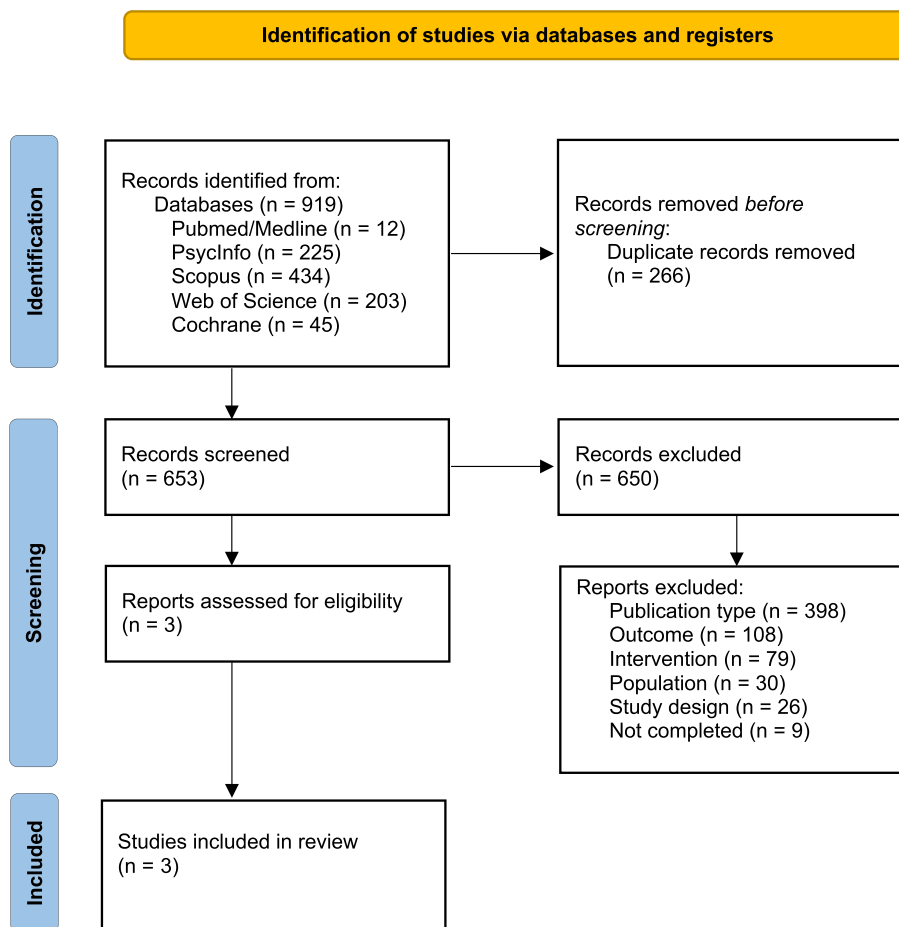 Identification of studies via databases and registers
Identification
Records identified from:
Databases (n = 919)
Pubmed/Medline (n = 12)
PsycInfo (n = 225)
Scopus (n = 434)
Web of Science (n = 203)
Cochrane (n = 45)
Records removed before
screening:
Duplicate records removed
(n = 266)
Screening
Records screened
(n = 653)
Records excluded
(n = 650)
Reports assessed for eligibility
(n = 3)
Reports excluded:
Publication type (n = 398)
Outcome (n = 108)
Intervention (n = 79)
Population (n = 30)
Study design (n = 26)
Not completed (n = 9)
Included
Studies included in review
(n = 3)